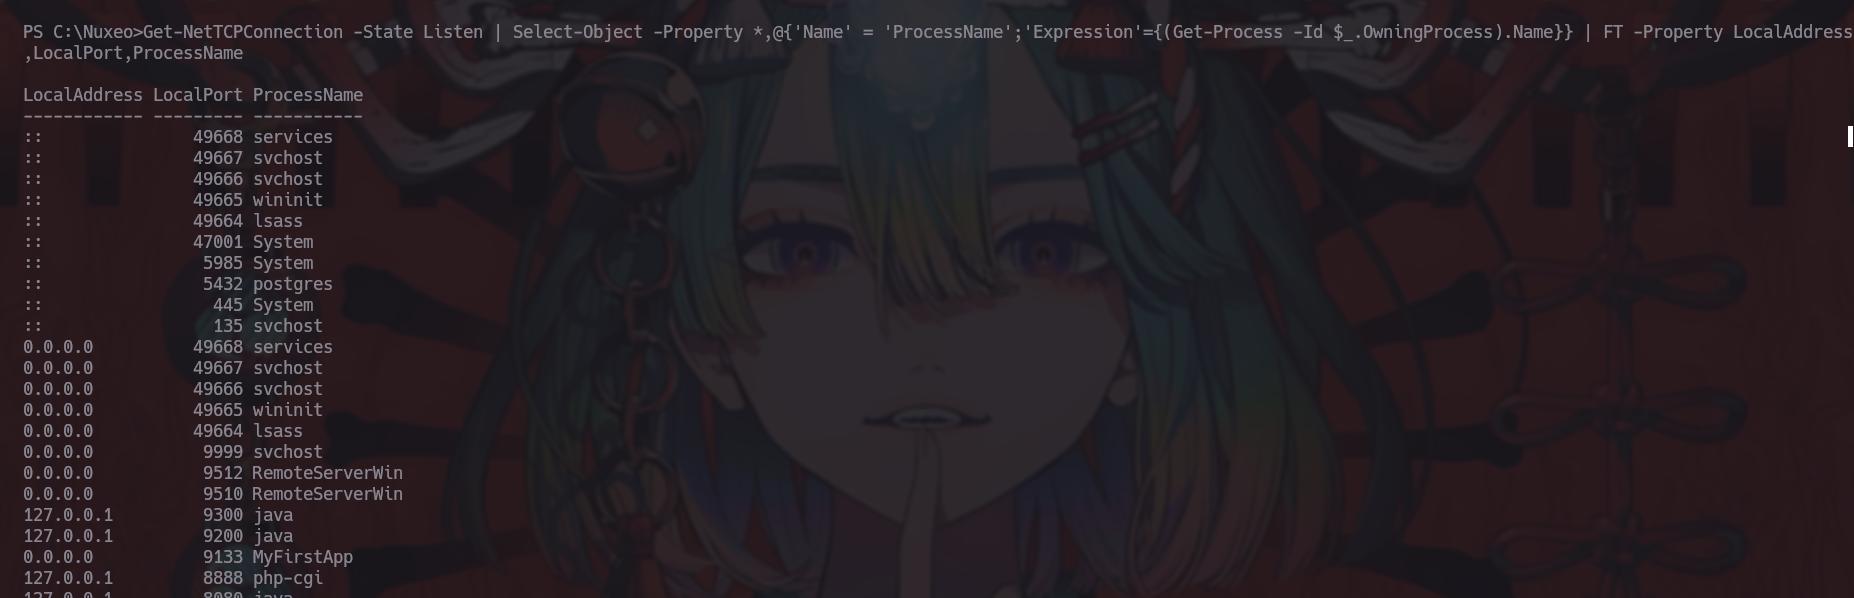 PS C:\Nuxeo>Get-NetTCPConnection -State Listen | Select-Object -Property *,@{'Name' = 'ProcessName';'Expression'={(Get-Process -Id $_.OwningProcess).Name}} | FT -Property LocalAddress
,LocalPort,ProcessName
LocalAddress LocalPort ProcessName
------------ --------- -----------
:: 49668 services
:: 49667 svchost
:: 49666 svchost
:: 49665 wininit
:: 49664 lsass
:: 47001 System
:: 5985 System
:: 5432 postgres
:: 445 System
:: 135 svchost
0.0.0.0 49668 services
0.0.0.0 49667 svchost
0.0.0.0 49666 svchost
0.0.0.0 49665 wininit
0.0.0.0 49664 lsass
0.0.0.0 9999 svchost
0.0.0.0 9512 RemoteServerWin
0.0.0.0 9510 RemoteServerWin
127.0.0.1 9300 java
127.0.0.1 9200 java
0.0.0.0 9133 MyFirstApp
127.0.0.1 8888 php-cgi
127.0.0.1 8080 java